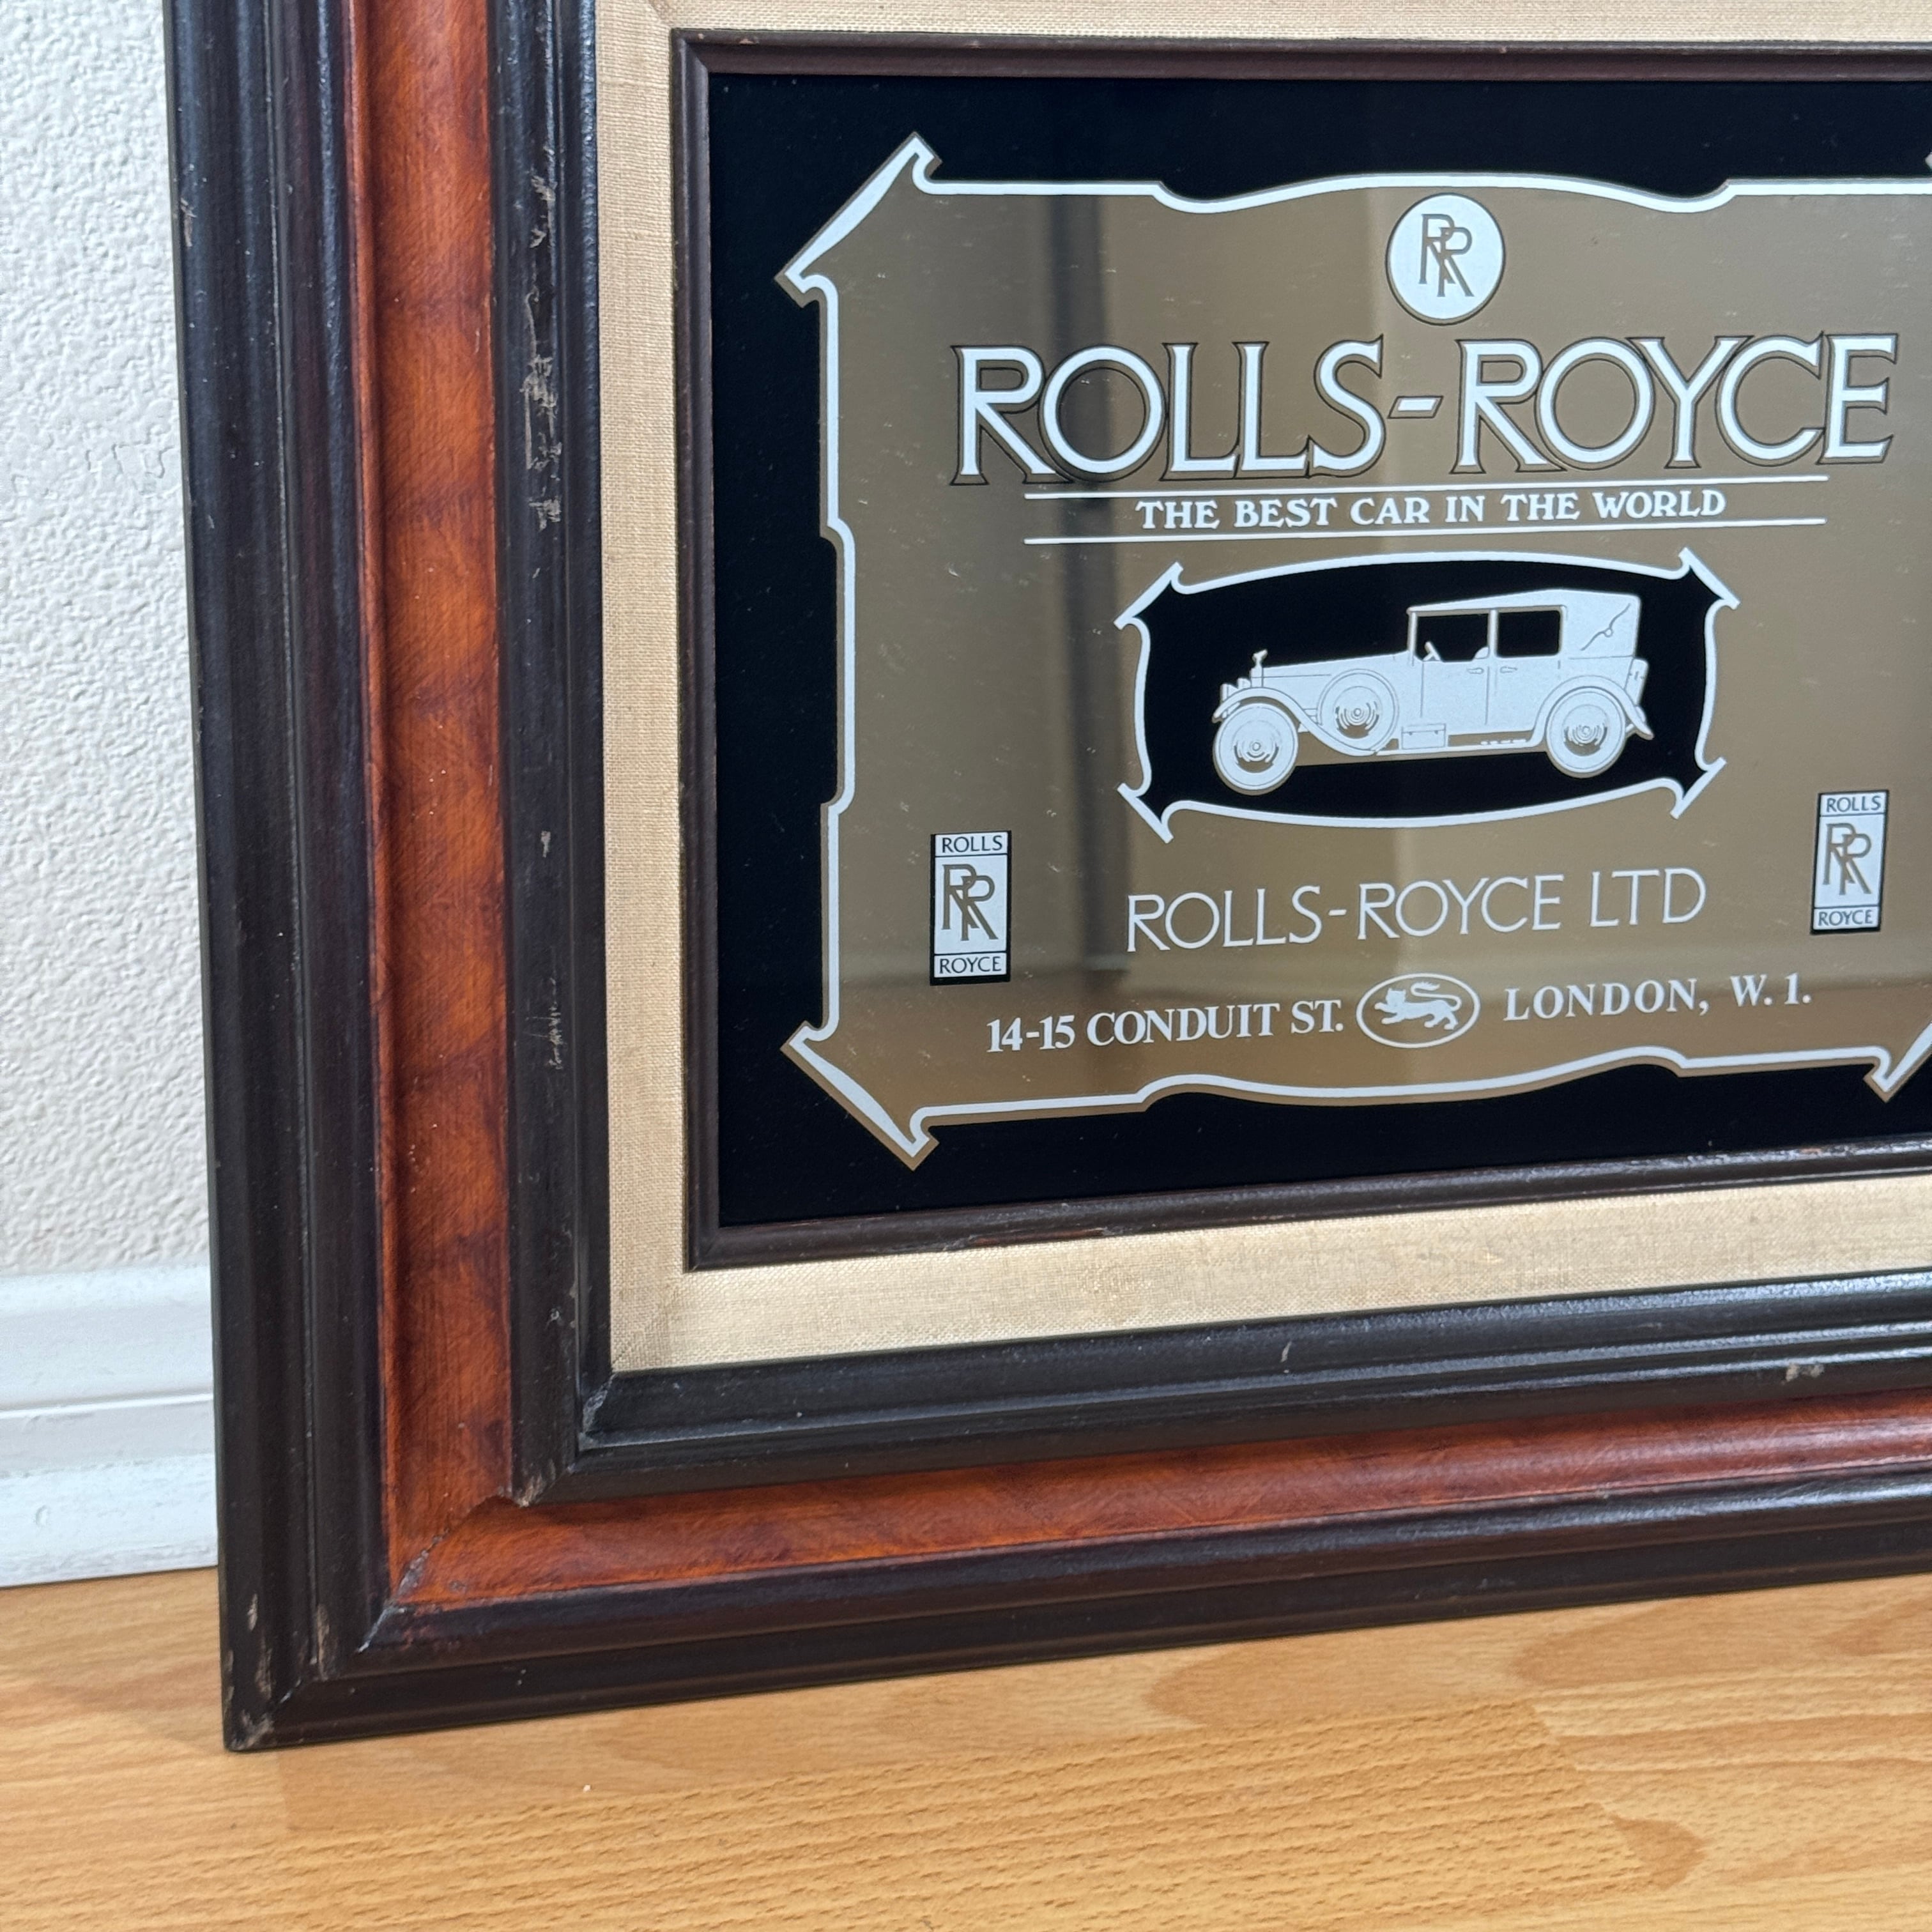 RR
ROLLS-ROYCE
THE BEST CAR IN THE WORLD
ROLLS
RR
ROYCE
ROLLS
RR
ROYCE
ROLLS-ROYCE LTD
14-15 CONDUIT ST. LONDON, W. 1.